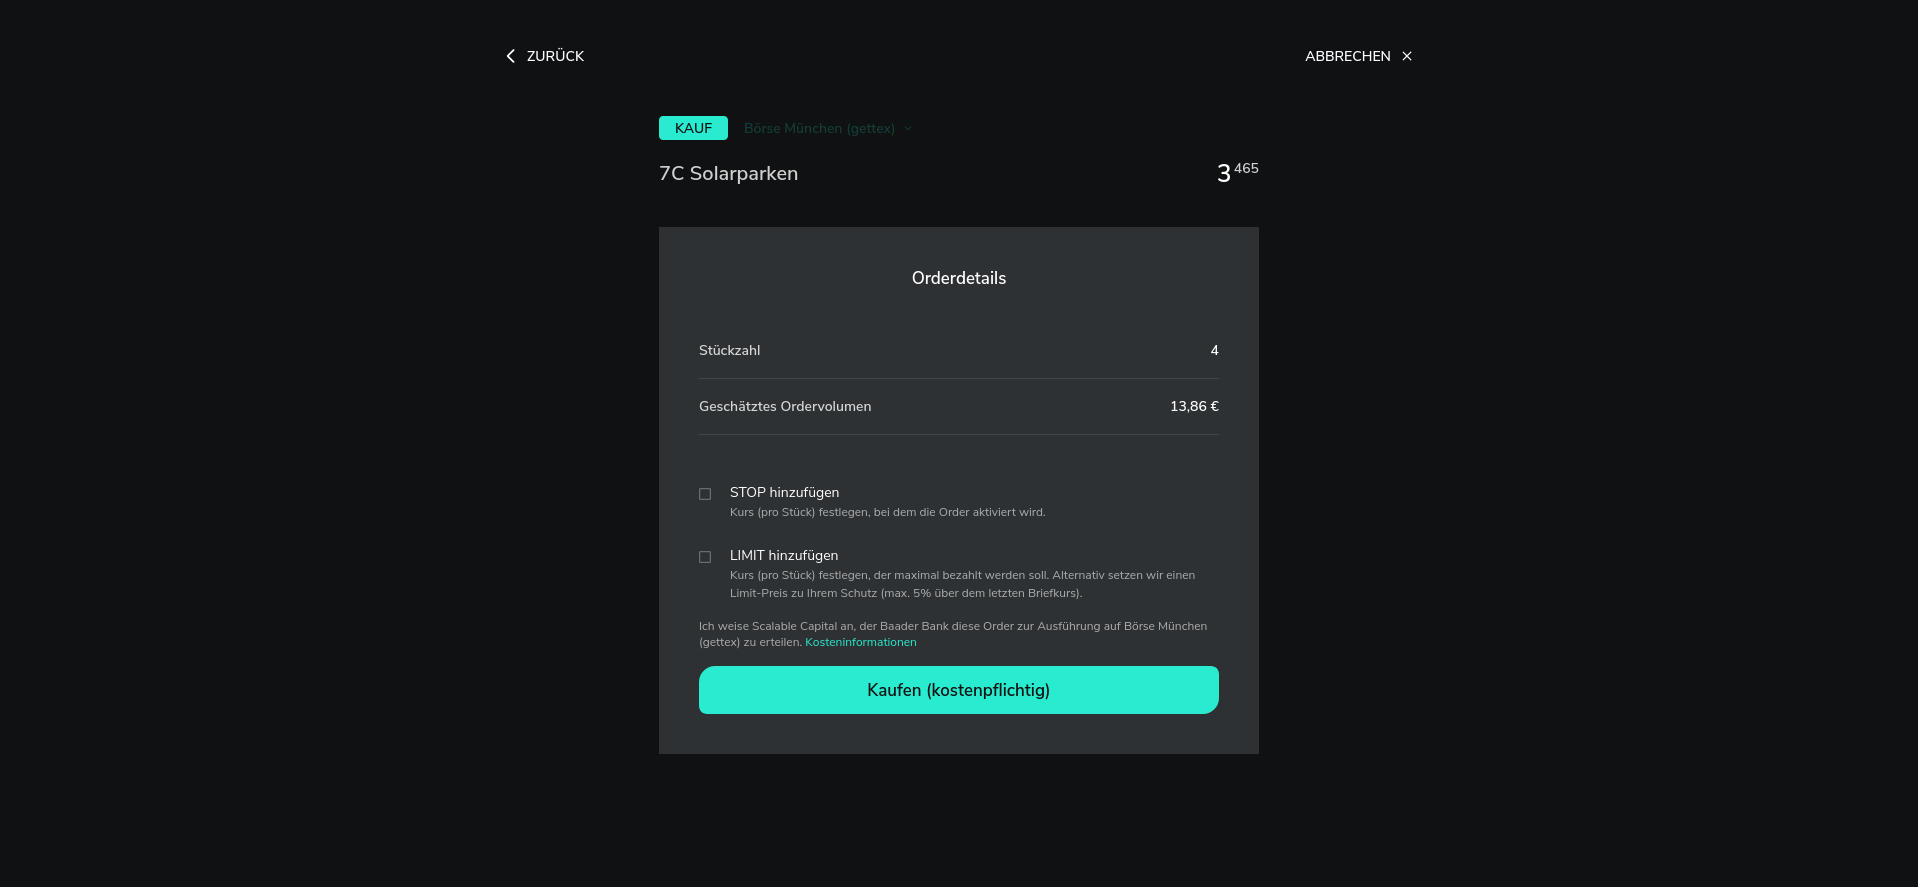 ZURÜCK
ABBRECHEN
KAUF
Börse München (gettex)
7C Solarparken
3 465
Orderdetails
Stückzahl 4
Geschätztes Ordervolumen 13,86 €
STOP hinzufügen
Kurs (pro Stück) festlegen, bei dem die Order aktiviert wird.
LIMIT hinzufügen
Kurs (pro Stück) festlegen, der maximal bezahlt werden soll. Alternativ setzen wir einen
Limit-Preis zu Ihrem Schutz (max. 5% über dem letzten Briefkurs).
Ich weise Scalable Capital an, der Baader Bank diese Order zur Ausführung auf Börse München
(gettex) zu erteilen. Kosteninformationen
Kaufen (kostenpflichtig)